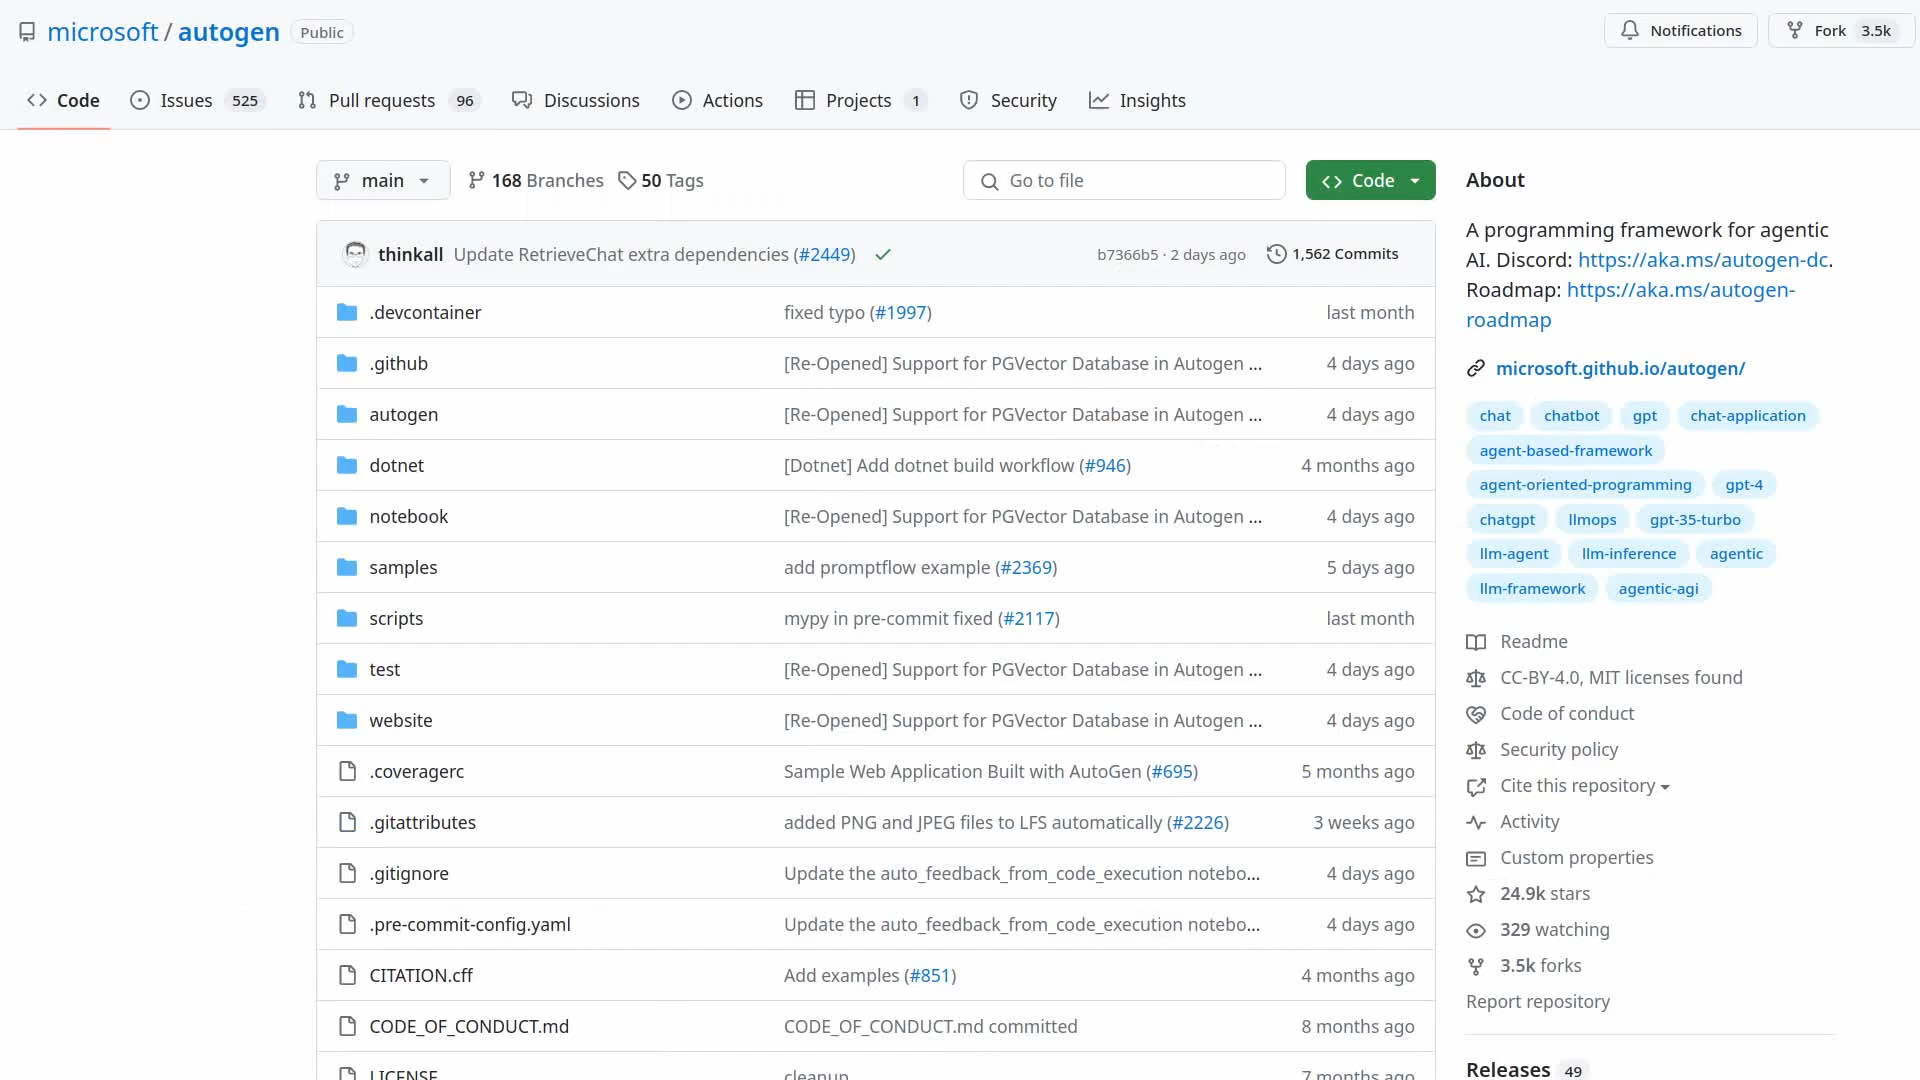 microsoft / autogen Public
Notifications
Fork 3.5k
Code
Issues 525
Pull requests 96
Discussions
Actions
Projects 1
Security
Insights
main
168 Branches
50 Tags
Go to file
Code
thinkall Update RetrieveChat extra dependencies (#2449)
b7366b5 · 2 days ago
1,562 Commits
.devcontainer fixed typo (#1997) last month
.github [Re-Opened] Support for PGVector Database in Autogen ... 4 days ago
autogen [Re-Opened] Support for PGVector Database in Autogen ... 4 days ago
dotnet [Dotnet] Add dotnet build workflow (#946) 4 months ago
notebook [Re-Opened] Support for PGVector Database in Autogen ... 4 days ago
samples add promptflow example (#2369) 5 days ago
scripts mypy in pre-commit fixed (#2117) last month
test [Re-Opened] Support for PGVector Database in Autogen ... 4 days ago
website [Re-Opened] Support for PGVector Database in Autogen ... 4 days ago
.coveragerc Sample Web Application Built with AutoGen (#695) 5 months ago
.gitattributes added PNG and JPEG files to LFS automatically (#2226) 3 weeks ago
.gitignore Update the auto_feedback_from_code_execution notebo... 4 days ago
.pre-commit-config.yaml Update the auto_feedback_from_code_execution notebo... 4 days ago
CITATION.cff Add examples (#851) 4 months ago
CODE_OF_CONDUCT.md CODE_OF_CONDUCT.md committed 8 months ago
LICENSE cleanup 7 months ago
About
A programming framework for agentic
AI. Discord: https://aka.ms/autogen-dc.
Roadmap: https://aka.ms/autogen-
roadmap
microsoft.github.io/autogen/
chat chatbot gpt chat-application
agent-based-framework
agent-oriented-programming gpt-4
chatgpt llmops gpt-35-turbo
llm-agent llm-inference agentic
llm-framework agentic-agi
Readme
CC-BY-4.0, MIT licenses found
Code of conduct
Security policy
Cite this repository
Activity
Custom properties
24.9k stars
329 watching
3.5k forks
Report repository
Releases 49